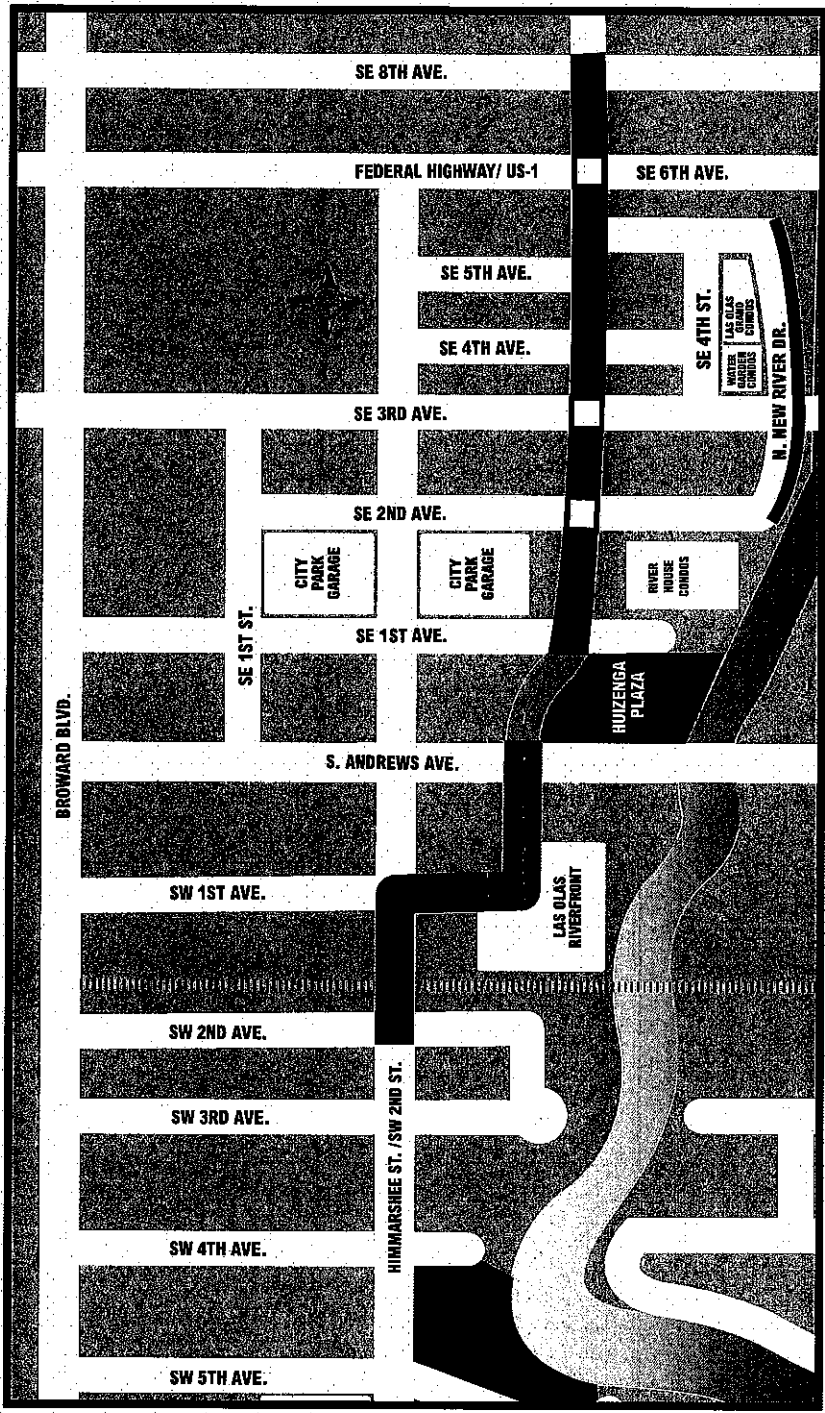 SE 8TH AVE.
FEDERAL HIGHWAY/ US-1
SE 6TH AVE.
SE 5TH AVE.
SE 4TH AVE.
SE 4TH ST.
LAS OLAS
GRAND
CONDOS
WATER
GARDEN
CONDOS
N. NEW RIVER DR.
SE 3RD AVE.
SE 2ND AVE.
CITY
PARK
GARAGE
CITY
PARK
GARAGE
RIVER
HOUSE
CONDOS
SE 1ST ST.
SE 1ST AVE.
HUIZENGA
PLAZA
BROWARD BLVD.
S. ANDREWS AVE.
SW 1ST AVE.
LAS OLAS
RIVERFRONT
SW 2ND AVE.
HIMMARSHEE ST. /SW 2ND ST.
SW 3RD AVE.
SW 4TH AVE.
SW 5TH AVE.